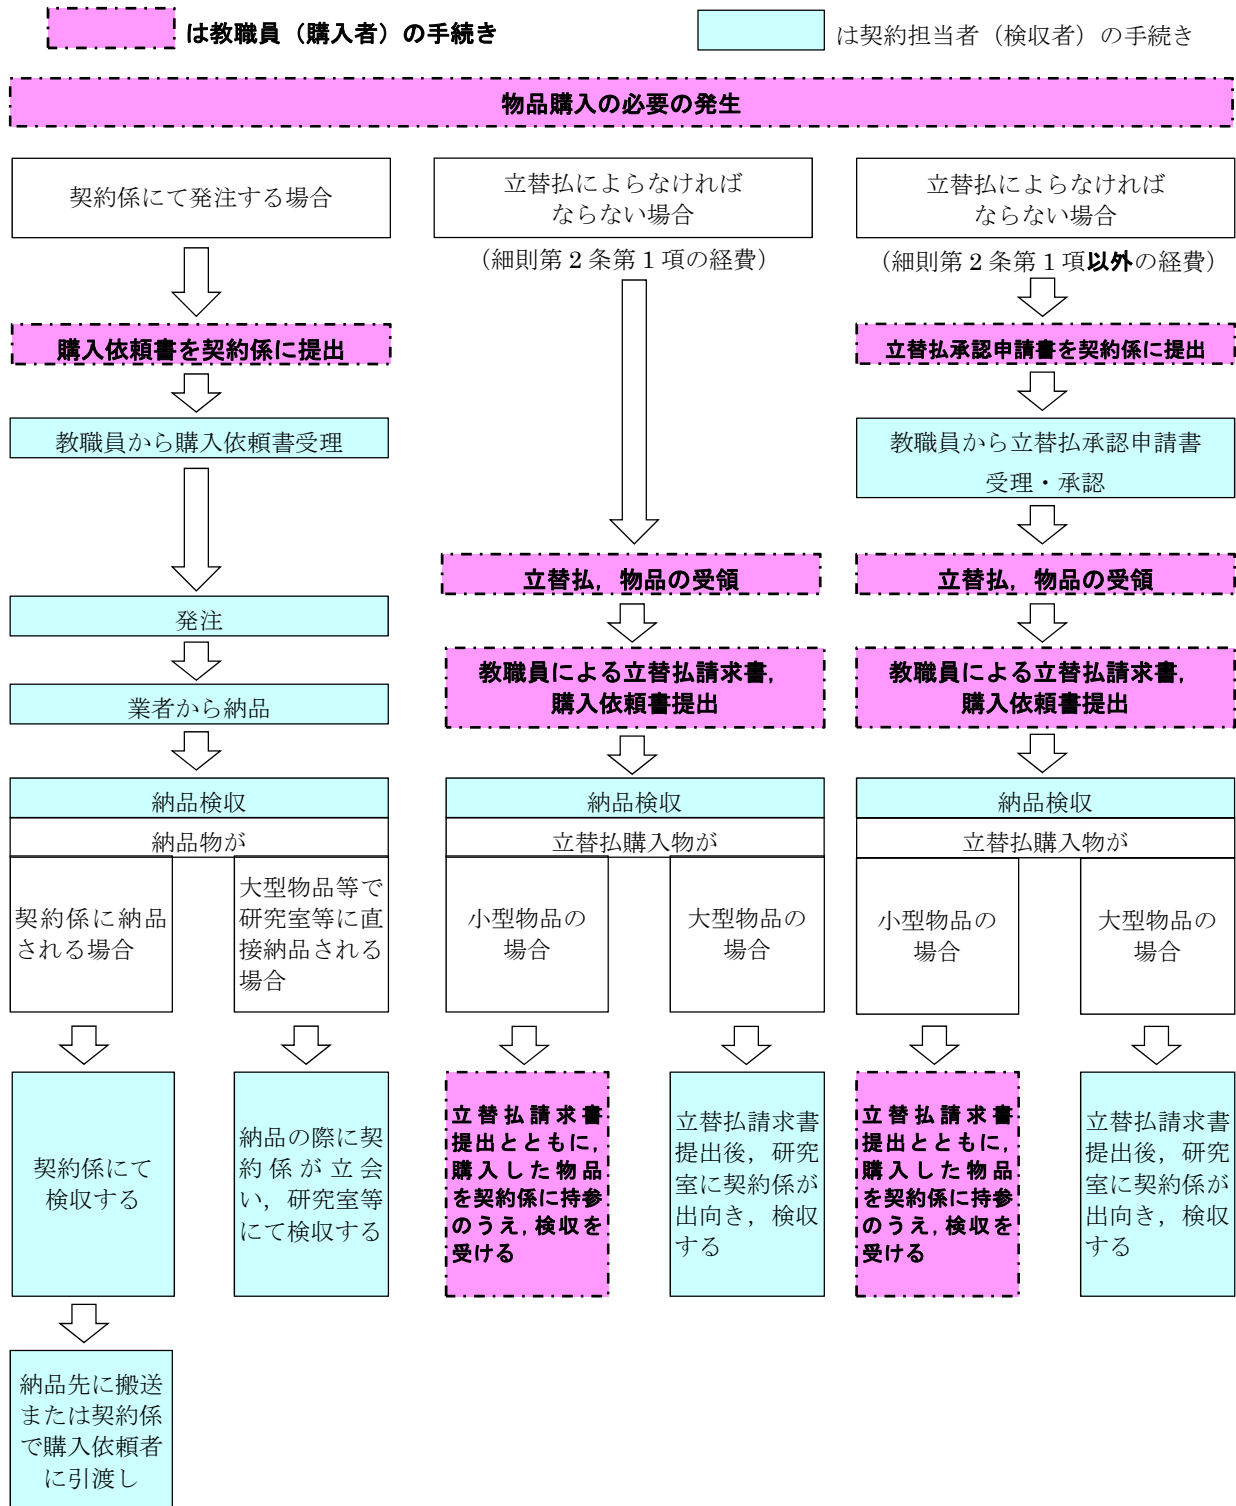 は教職員（購入者）の手続き
は契約担当者（検収者）の手続き
物品購入の必要の発生
契約係にて発注する場合
購入依頼書を契約係に提出
教職員から購入依頼書受理
発注
業者から納品
納品検収
納品物が
契約係に納品
される場合
大型物品等で
研究室等に直
接納品される
場合
契約係にて
検収する
納品の際に契
約係が立会
い，研究室等
にて検収する
納品先に搬送
または契約係
で購入依頼者
に引渡し
立替払によらなければ
ならない場合
（細則第２条第１項の経費）
立替払，物品の受領
教職員による立替払請求書，
購入依頼書提出
納品検収
立替払購入物が
小型物品の
場合
大型物品の
場合
立替払請求書
提出とともに，
購入した物品
を契約係に持参
のうえ，検収を
受ける
立替払請求書
提出後，研究
室に契約係が
出向き，検収
する
立替払によらなければ
ならない場合
（細則第２条第１項以外の経費）
立替払承認申請書を契約係に提出
教職員から立替払承認申請書
受理・承認
立替払，物品の受領
教職員による立替払請求書，
購入依頼書提出
納品検収
立替払購入物が
小型物品の
場合
大型物品の
場合
立替払請求書
提出とともに，
購入した物品
を契約係に持参
のうえ，検収を
受ける
立替払請求書
提出後，研究
室に契約係が
出向き，検収
する